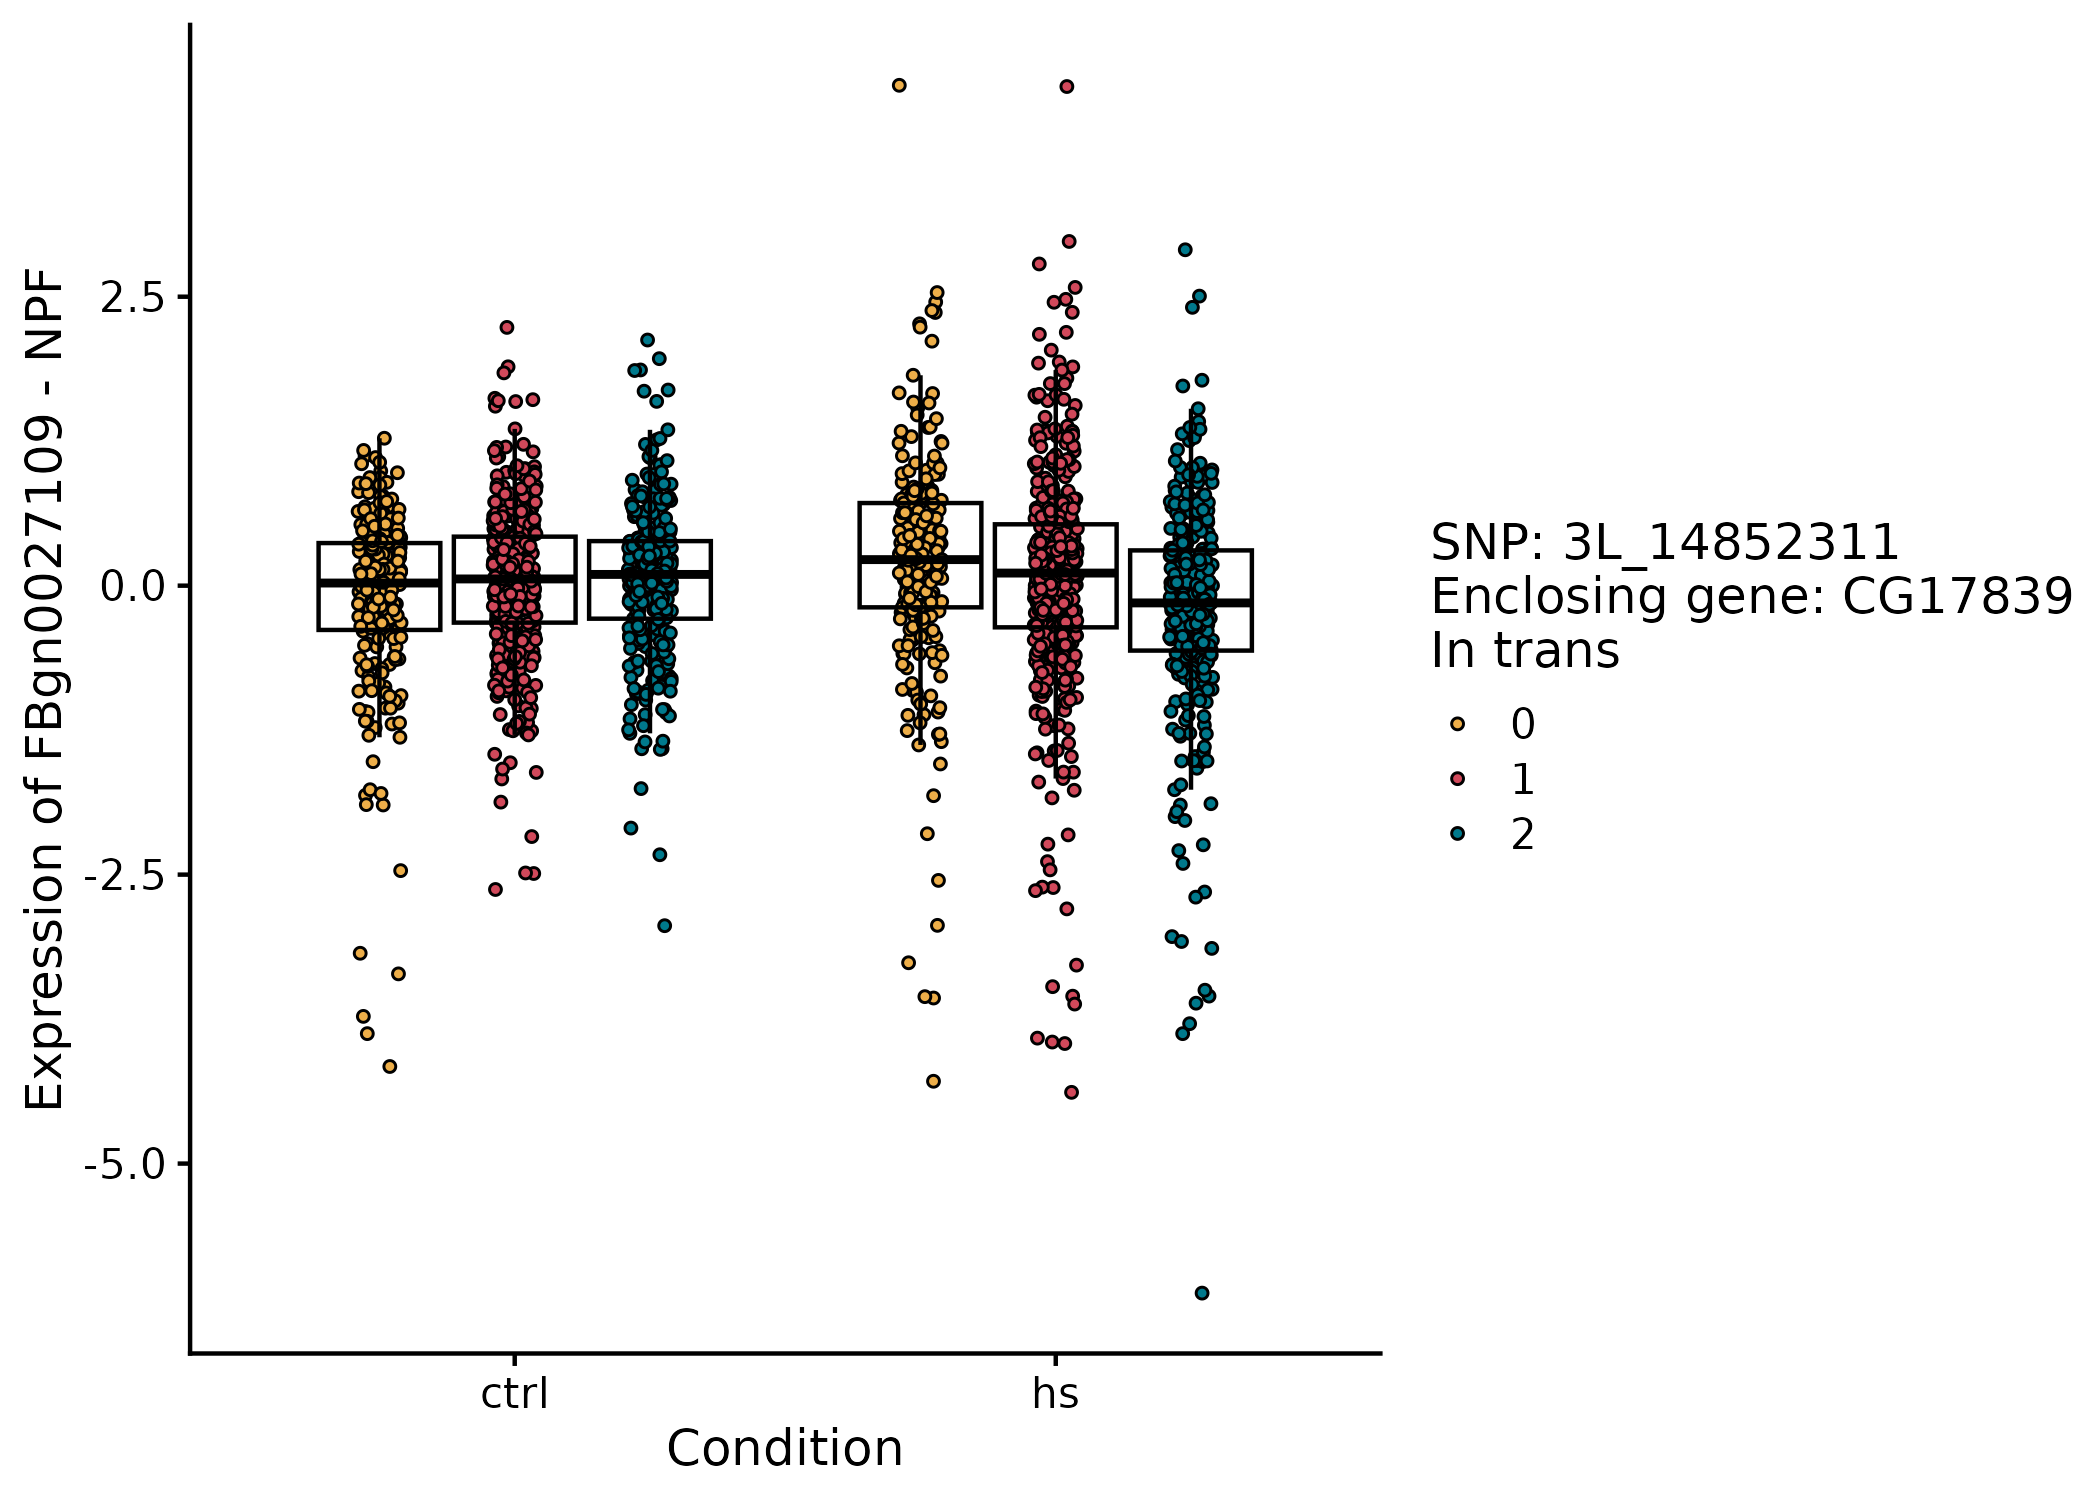 Expression of FBgn0027109 - NPF
2.5
0.0
-2.5
-5.0
ctrl
hs
Condition
SNP: 3L_14852311
Enclosing gene: CG17839
In trans
0
1
2